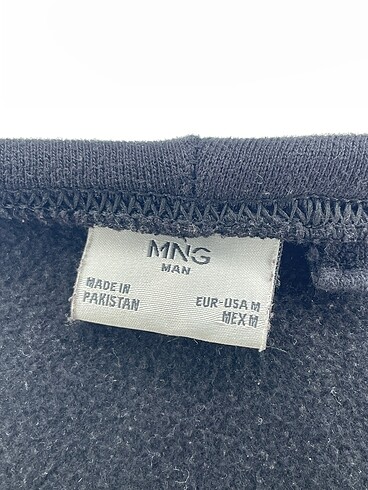 MNG
MAN
MADE IN
PAKISTAN
EUR-USA M
MEX M